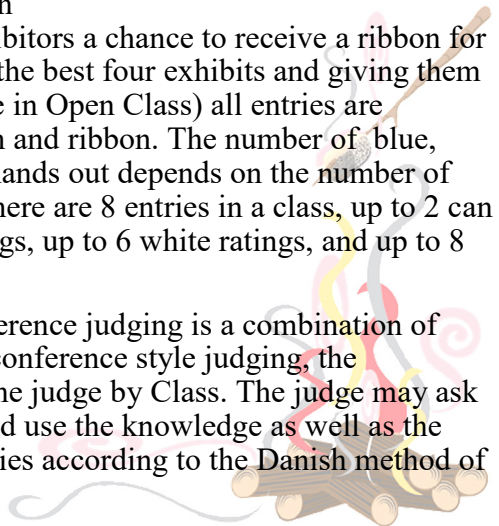 n
bitors a chance to receive a ribbon for
the best four exhibits and giving them
e in Open Class) all entries are
n and ribbon. The number of blue,
ands out depends on the number of
here are 8 entries in a class, up to 2 can
gs, up to 6 white ratings, and up to 8
erence judging is a combination of
conference style judging, the
he judge by Class. The judge may ask
d use the knowledge as well as the
ies according to the Danish method of